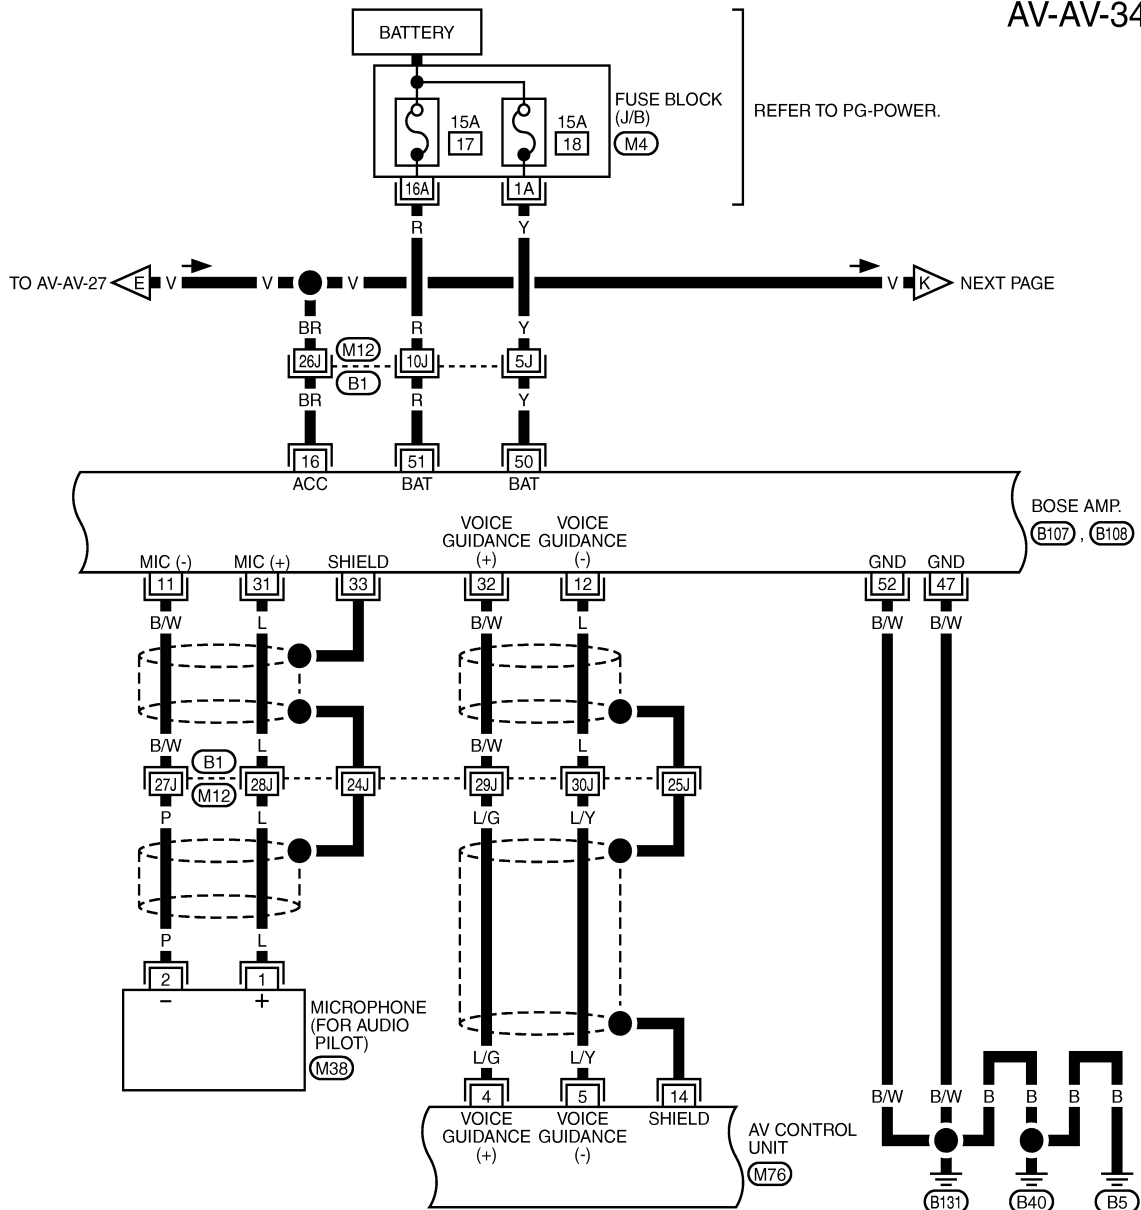 AV-AV-34
BATTERY
FUSE BLOCK
(J/B)
M4
REFER TO PG-POWER.
15A 15A
17 18
16A 1A
R Y
TO AV-AV-27 E V V V V K NEXT PAGE
BR R Y
M12
26J 10J 5J
B1
BR R Y
16 51 50
ACC BAT BAT
BOSE AMP.
B107 , B108
VOICE GUIDANCE (+)
VOICE GUIDANCE (-)
MIC (-) MIC (+) SHIELD GND GND
11 31 33 32 12 52 47
B/W L B/W L B/W B/W
B/W L B/W L
B1
27J 28J 24J 29J 30J 25J
M12
P L L/G L/Y
P L
2 1
– +
MICROPHONE
(FOR AUDIO
PILOT)
M38
L/G L/Y
4 5 14
VOICE GUIDANCE (+)
VOICE GUIDANCE (-)
SHIELD
AV CONTROL
UNIT
M76
B/W B/W B B B B
B131 B40 B5